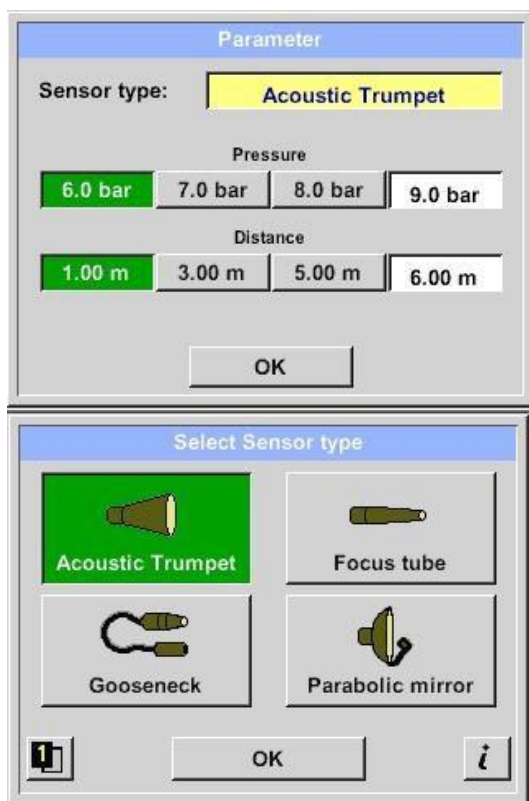 Parameter
Sensor type: Acoustic Trumpet
Pressure
6.0 bar 7.0 bar 8.0 bar 9.0 bar
Distance
1.00 m 3.00 m 5.00 m 6.00 m
OK
Select Sensor type
Acoustic Trumpet Focus tube
Gooseneck Parabolic mirror
1 OK i